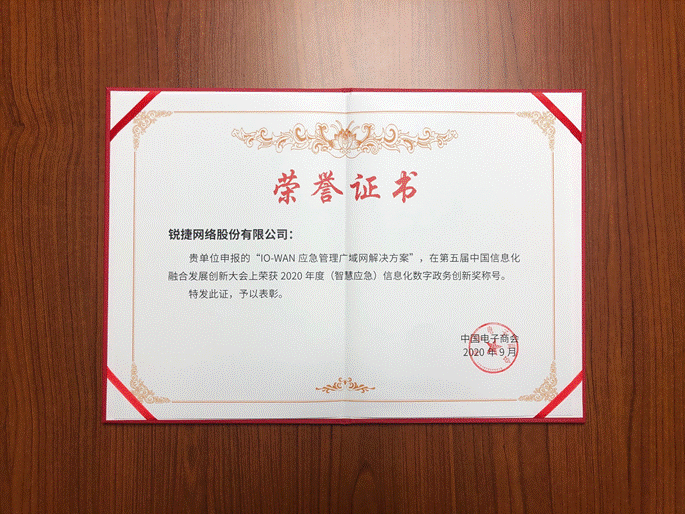 荣誉证书
锐捷网络股份有限公司：
贵单位申报的“IO-WAN 应急管理广域网解决方案”，在第五届中国信息化
融合发展创新大会上荣获 2020 年度（智慧应急）信息化数字政务创新奖称号。
特发此证，予以表彰。
中国电子商会
2020 年 9 月